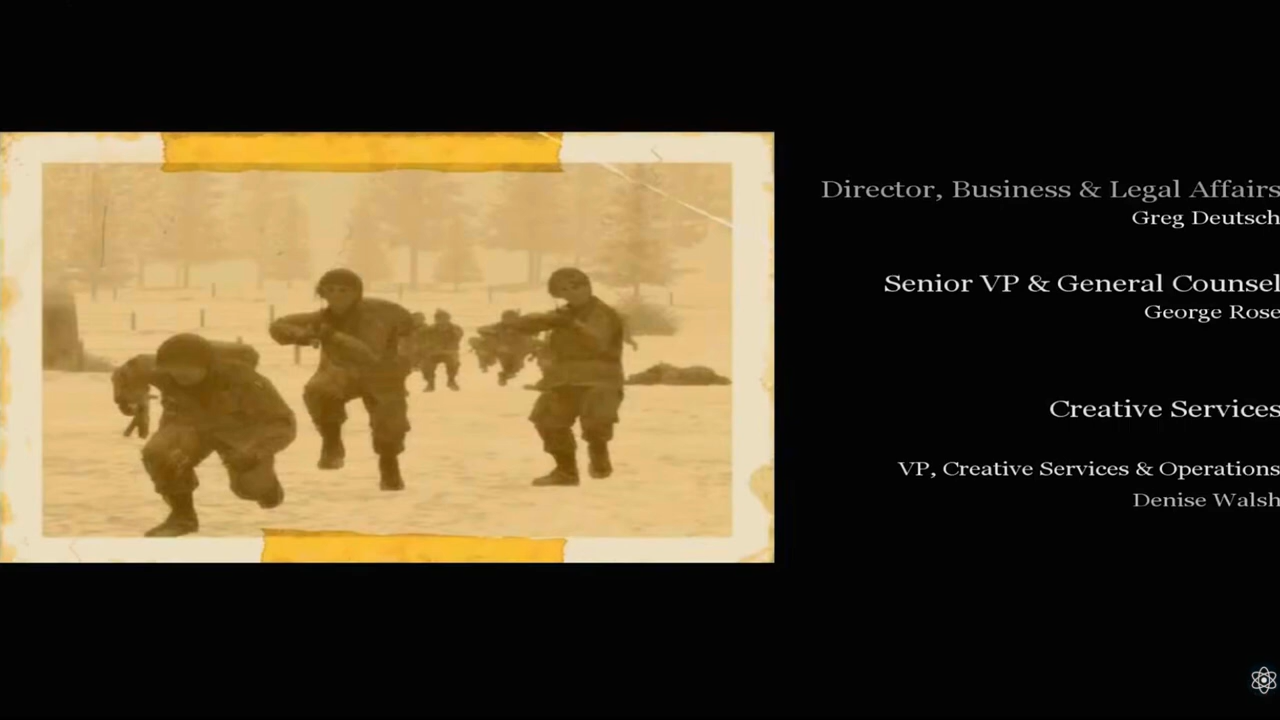 Director, Business & Legal Affairs
Greg Deutsch
Senior VP & General Counsel
George Rose
Creative Services
VP, Creative Services & Operations
Denise Walsh